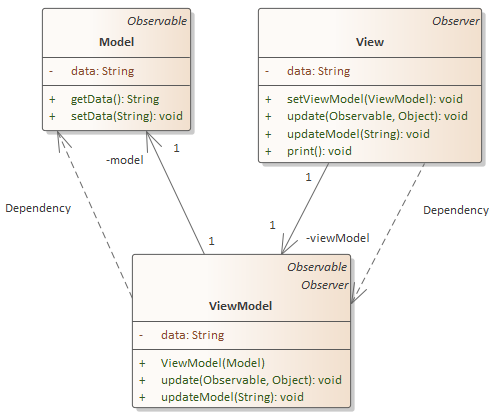 Observable
Model
- data: String
+ getData(): String
+ setData(String): void
Observer
View
- data: String
+ setViewModel(ViewModel): void
+ update(Observable, Object): void
+ updateModel(String): void
+ print(): void
1
-model
1
Dependency
Dependency
1
-viewModel
1
Observable
Observer
ViewModel
- data: String
+ ViewModel(Model)
+ update(Observable, Object): void
+ updateModel(String): void